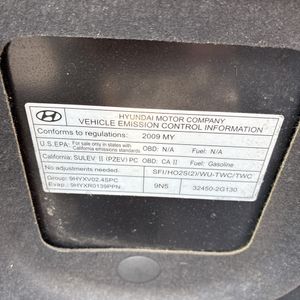 HYUNDAI MOTOR COMPANY
VEHICLE EMISSION CONTROL INFORMATION
Conforms to regulations: 2009 MY
U.S.EPA: For sale only in states with California emissions standards OBD: N/A Fuel: N/A
California: SULEV II (PZEV) PC OBD: CA II Fuel: Gasoline
No adjustments needed. SFI/HO2S(2)/WU-TWC/TWC
Group: 9HYXV02.4SPC
Evap.: 9HYXR0139PPN 9N5 32450-2G130